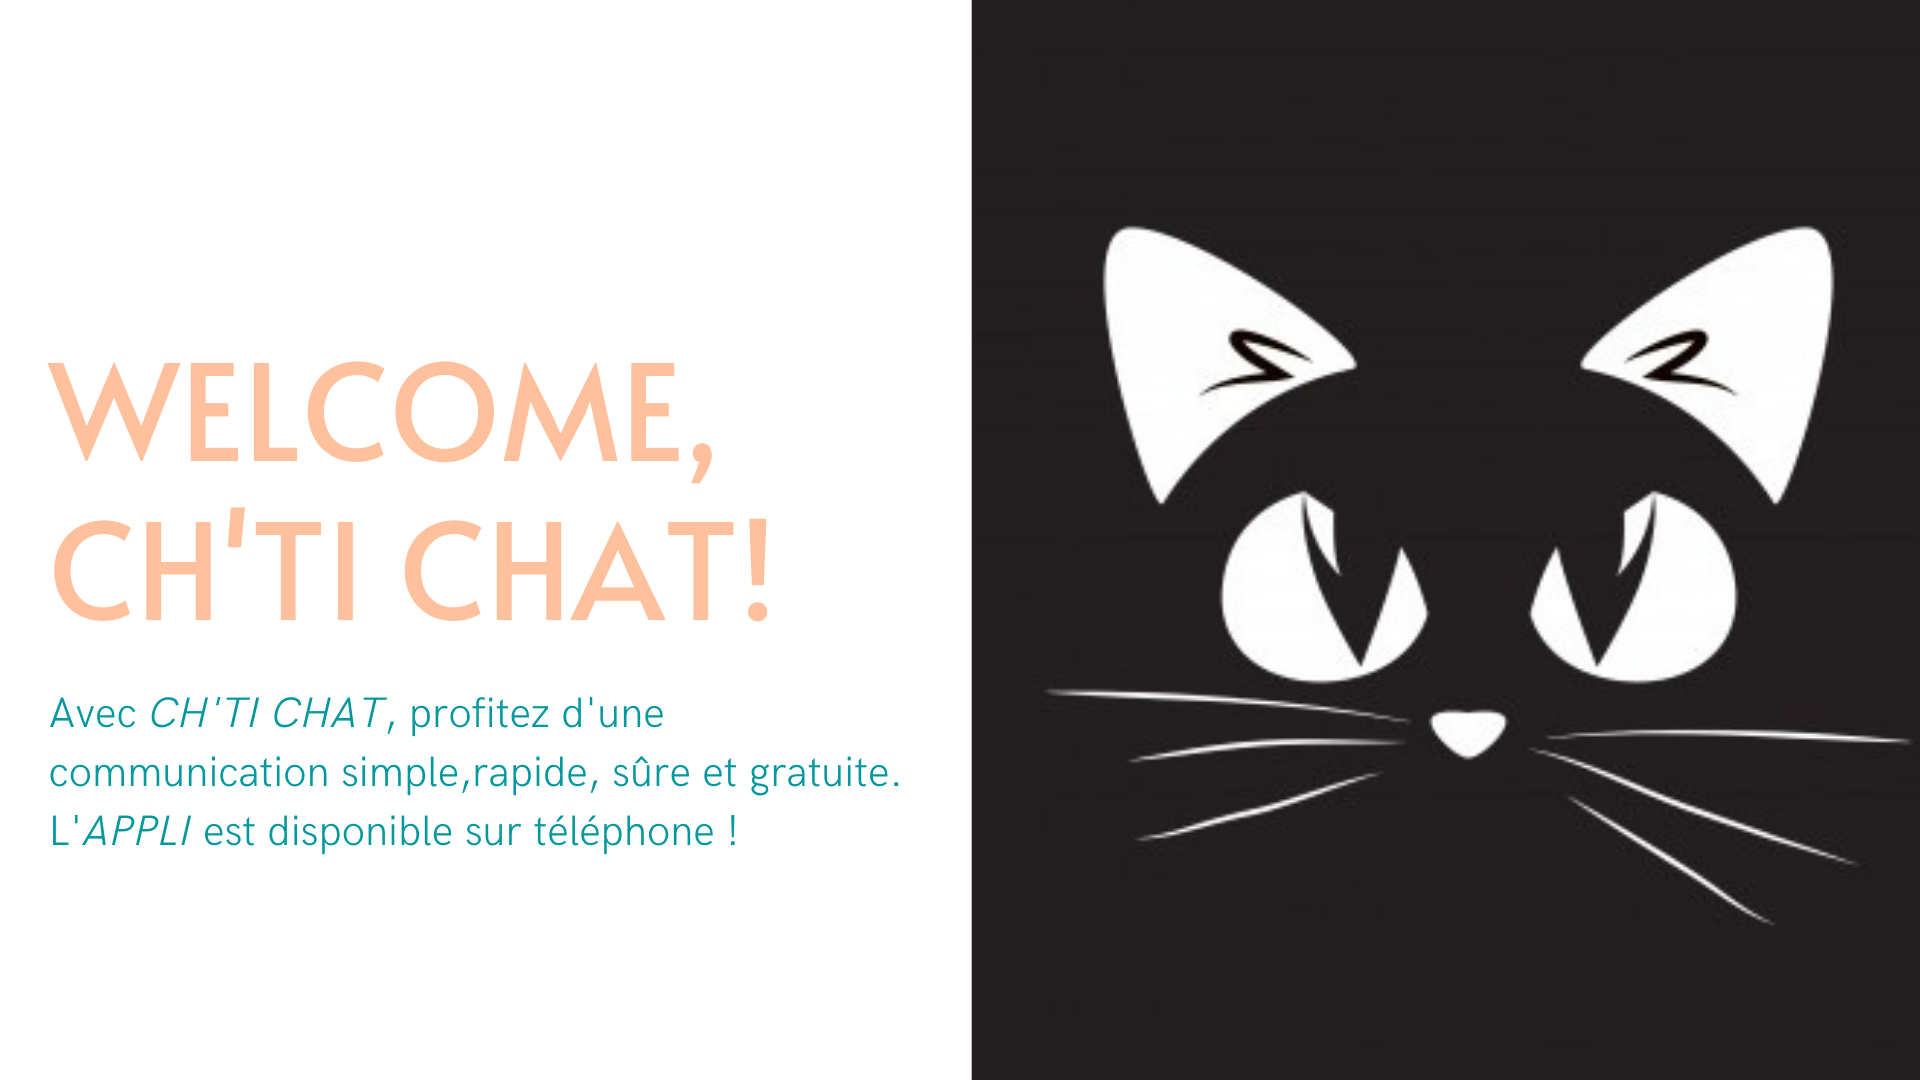 WELCOME,
CH'TI CHAT!
Avec CH'TI CHAT, profitez d'une
communication simple,rapide, sûre et gratuite.
L'APPLI est disponible sur téléphone !